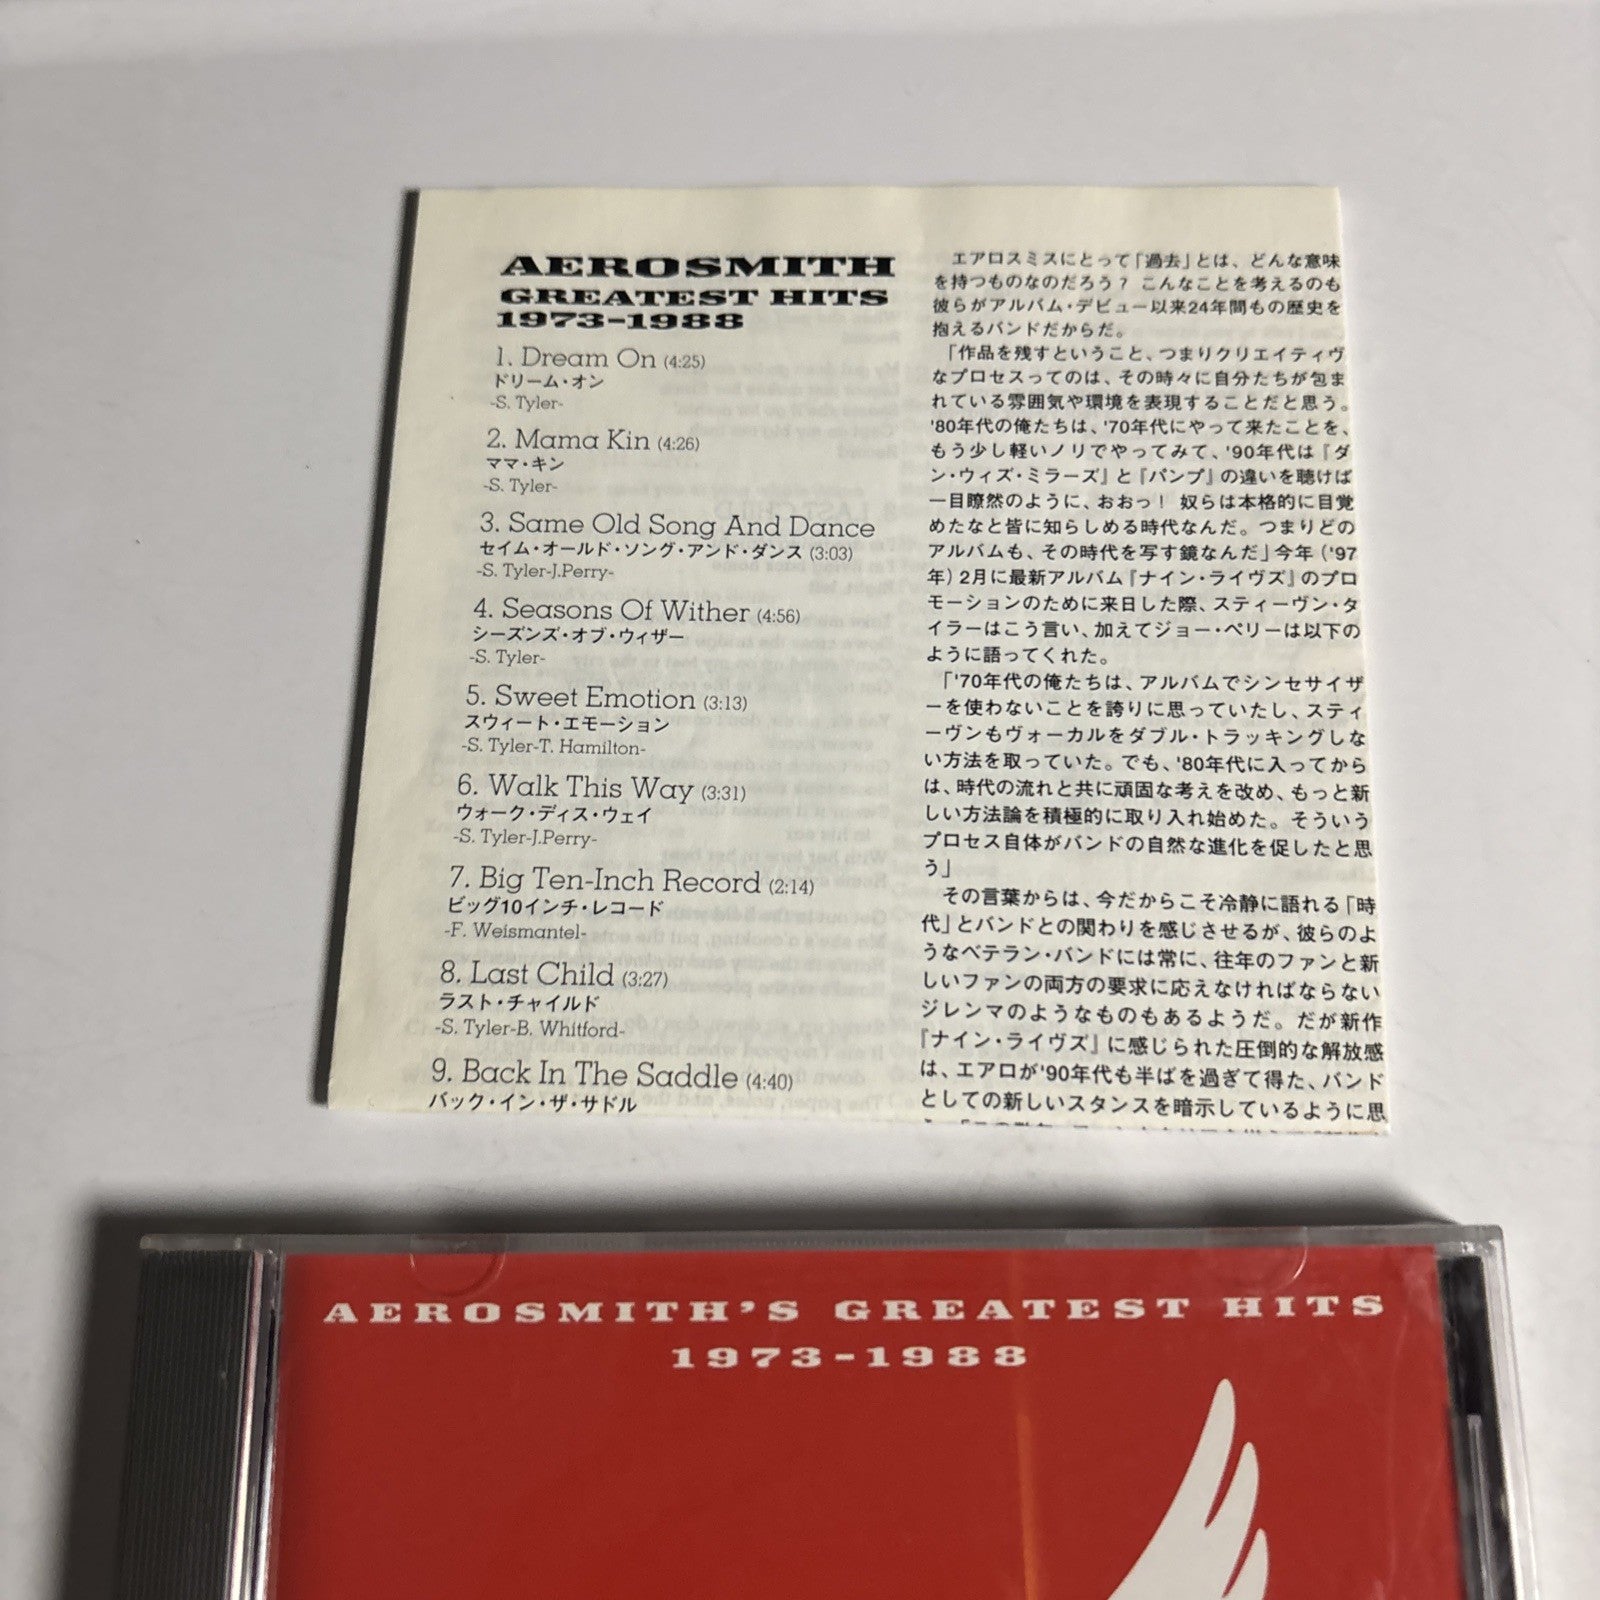 AEROSMITH
GREATEST HITS
1973-1988
1. Dream On (4:25)
ドリーム・オン
-S. Tyler-
2. Mama Kin (4:26)
ママ・キン
-S. Tyler-
3. Same Old Song And Dance
セイム・オールド・ソング・アンド・ダンス (3:03)
-S. Tyler-J.Perry-
4. Seasons Of Wither (4:56)
シーズンズ・オブ・ウィザー
-S. Tyler-
5. Sweet Emotion (3:13)
スウィート・エモーション
-S. Tyler-T. Hamilton-
6. Walk This Way (3:31)
ウォーク・ディス・ウェイ
-S. Tyler-J.Perry-
7. Big Ten-Inch Record (2:14)
ビッグ10インチ・レコード
-F. Weismantel-
8. Last Child (3:27)
ラスト・チャイルド
-S. Tyler-B. Whitford-
9. Back In The Saddle (4:40)
バック・イン・ザ・サドル
エアロスミスにとって「過去」とは、どんな意味
を持つものなのだろう？ こんなことを考えるのも
彼らがアルバム・デビュー以来24年間もの歴史を
抱えるバンドだからだ。
「作品を残すということ、つまりクリエイティヴ
なプロセスってのは、その時々に自分たちが包ま
れている雰囲気や環境を表現することだと思う。
'80年代の俺たちは、'70年代にやって来たことを、
もう少し軽いノリでやってみて、'90年代は『ダ
ン・ウィズ・ミラーズ』と『パンプ』の違いを聴けば
一目瞭然のように、おおっ！ 奴らは本格的に目覚
めたなと皆に知らしめる時代なんだ。つまりどの
アルバムも、その時代を写す鏡なんだ」今年（'97
年）2月に最新アルバム『ナイン・ライヴズ』のプロ
モーションのために来日した際、スティーヴン・タ
イラーはこう言い、加えてジョー・ペリーは以下の
ように語ってくれた。
「'70年代の俺たちは、アルバムでシンセサイザ
ーを使わないことを誇りに思っていたし、スティ
ーヴンもヴォーカルをダブル・トラッキングしな
い方法を取っていた。でも、'80年代に入ってから
は、時代の流れと共に頑固な考えを改め、もっと新
しい方法論を積極的に取り入れ始めた。そういう
プロセス自体がバンドの自然な進化を促したと思
う」
その言葉からは、今だからこそ冷静に語れる「時
代」とバンドとの関わりを感じさせるが、彼らのよ
うなベテラン・バンドには常に、往年のファンと新
しいファンの両方の要求に応えなければならない
ジレンマのようなものもあるようだ。だが新作
『ナイン・ライヴズ』に感じられた圧倒的な解放感
は、エアロが'90年代も半ばを過ぎて得た、バンド
としての新しいスタンスを暗示しているように思
AEROSMITH'S GREATEST HITS
1973-1988